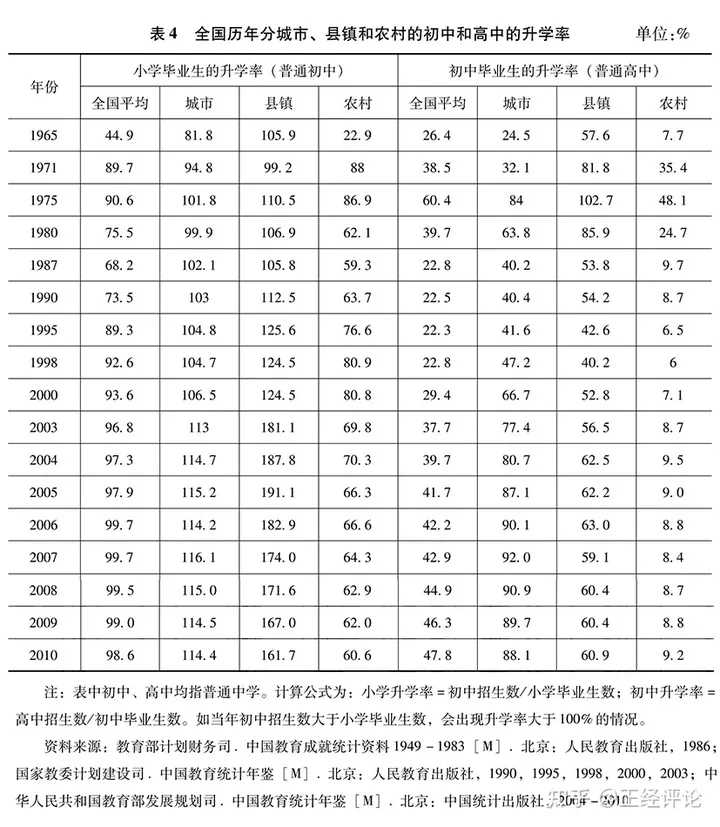 表 4 全国历年分城市、县镇和农村的初中和高中的升学率 单位：%
年份 小学毕业生的升学率（普通初中） 初中毕业生的升学率（普通高中）
全国平均 城市 县镇 农村 全国平均 城市 县镇 农村
1965 44.9 81.8 105.9 22.9 26.4 24.5 57.6 7.7
1971 89.7 94.8 99.2 88 38.5 32.1 81.8 35.4
1975 90.6 101.8 110.5 86.9 60.4 84 102.7 48.1
1980 75.5 99.9 106.9 62.1 39.7 63.8 85.9 24.7
1987 68.2 102.1 105.8 59.3 22.8 40.2 53.8 9.7
1990 73.5 103 112.5 63.7 22.5 40.4 54.2 8.7
1995 89.3 104.8 125.6 76.6 22.3 41.6 42.6 6.5
1998 92.6 104.7 124.5 80.9 22.8 47.2 40.2 6
2000 93.6 106.5 124.5 80.8 29.4 66.7 52.8 7.1
2003 96.8 113 181.1 69.8 37.7 77.4 56.5 8.7
2004 97.3 114.7 187.8 70.3 39.7 80.7 62.5 9.5
2005 97.9 115.2 191.1 66.3 41.7 87.1 62.2 9.0
2006 99.7 114.2 182.9 66.6 42.2 90.1 63.0 8.8
2007 99.7 116.1 174.0 64.3 42.9 92.0 59.1 8.4
2008 99.5 115.0 171.6 62.9 44.9 90.9 60.4 8.7
2009 99.0 114.5 167.0 62.0 46.3 89.7 60.4 8.8
2010 98.6 114.4 161.7 60.6 47.8 88.1 60.9 9.2
注：表中初中、高中均指普通中学。计算公式为：小学升学率 = 初中招生数/小学毕业生数；初中升学率 =
高中招生数/初中毕业生数。如当年初中招生数大于小学毕业生数，会出现升学率大于 100% 的情况。
资料来源：教育部计划财务司．中国教育成就统计资料 1949 - 1983［M］．北京：人民教育出版社，1986；
国家教委计划建设司．中国教育统计年鉴［M］．北京：人民教育出版社，1990，1995，1998，2000，2003；中
华人民共和国教育部发展规划司．中国教育统计年鉴［M］．北京：中国统计出版社，2004 - 2010
知乎 @正经评论